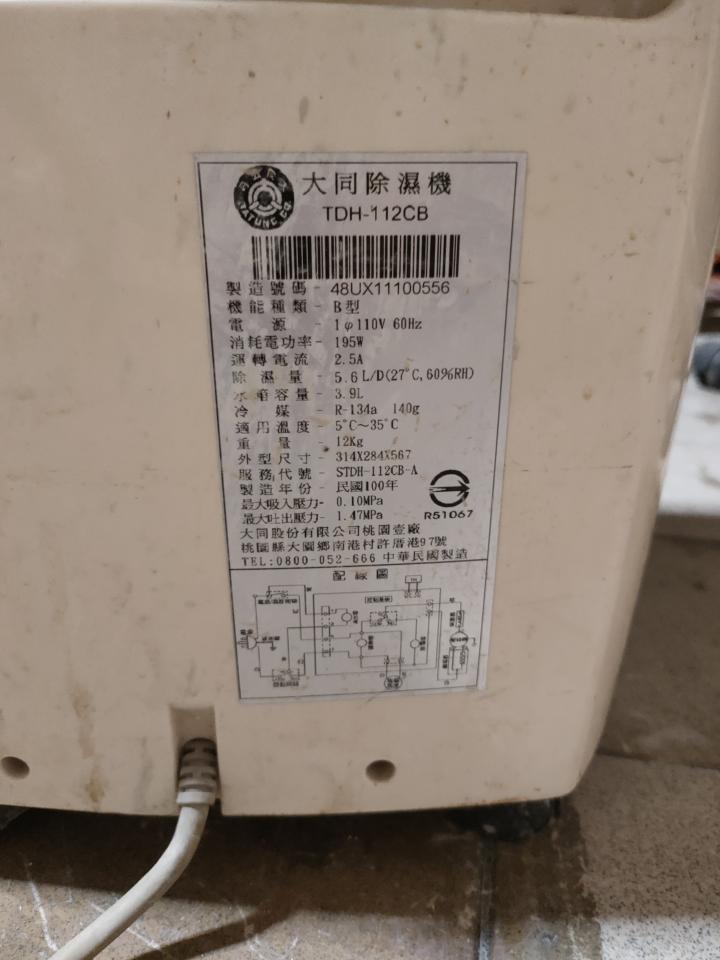 TATUNG CO.
大同除濕機
TDH-112CB
製造號碼- 48UX11100556
機能種類- B型
電源- 1φ110V 60Hz
消耗電功率- 195W
運轉電流- 2.5A
除濕量- 5.6L/D(27°C,60%RH)
水箱容量- 3.9L
冷媒- R-134a 140g
適用溫度- 5°C～35°C
重量- 12Kg
外型尺寸- 314X284X567
服務代號- STDH-112CB-A
製造年份- 民國100年
最大吸入壓力- 0.10MPa
最大吐出壓力- 1.47MPa
R51067
大同股份有限公司桃園壹廠
桃園縣大園鄉南港村許厝港97號
TEL:0800-052-666 中華民國製造
配線圖